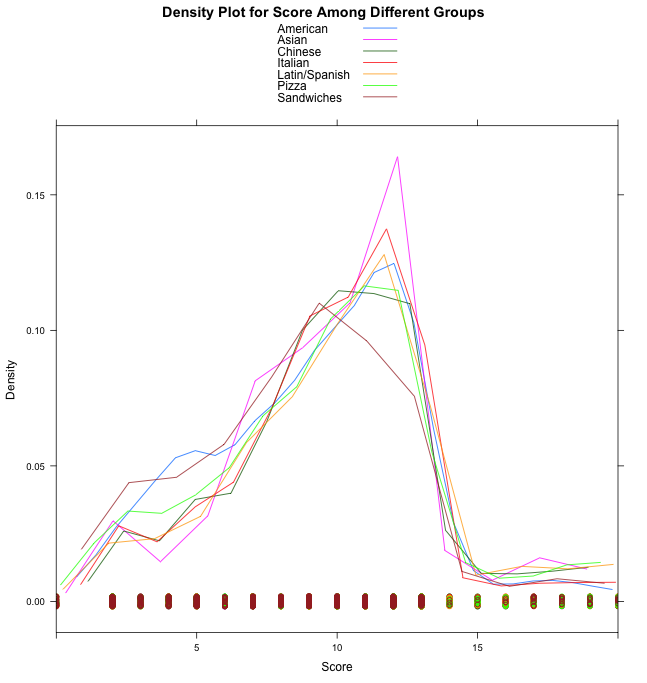 Density Plot for Score Among Different Groups
American
Asian
Chinese
Italian
Latin/Spanish
Pizza
Sandwiches
0.15
0.10
0.05
0.00
Density
5
10
15
Score